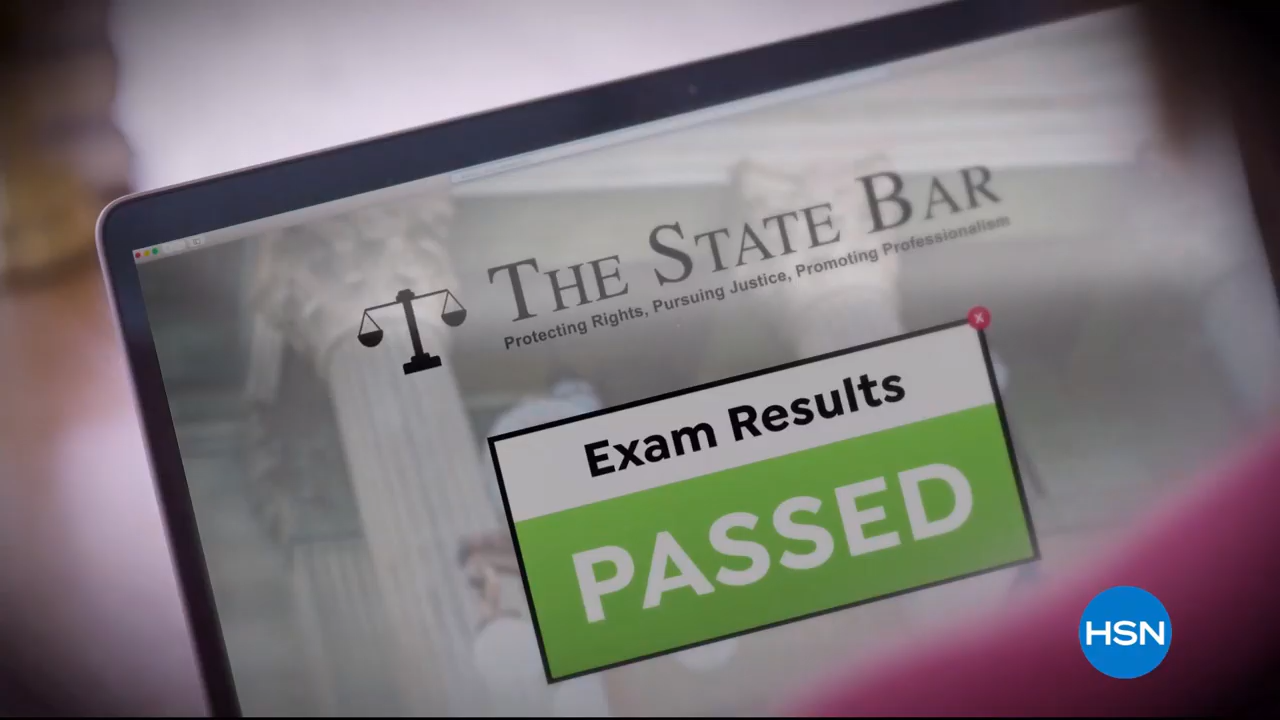 THE STATE BAR
Protecting Rights, Pursuing Justice, Promoting Professionalism
X
Exam Results
PASSED
HSN